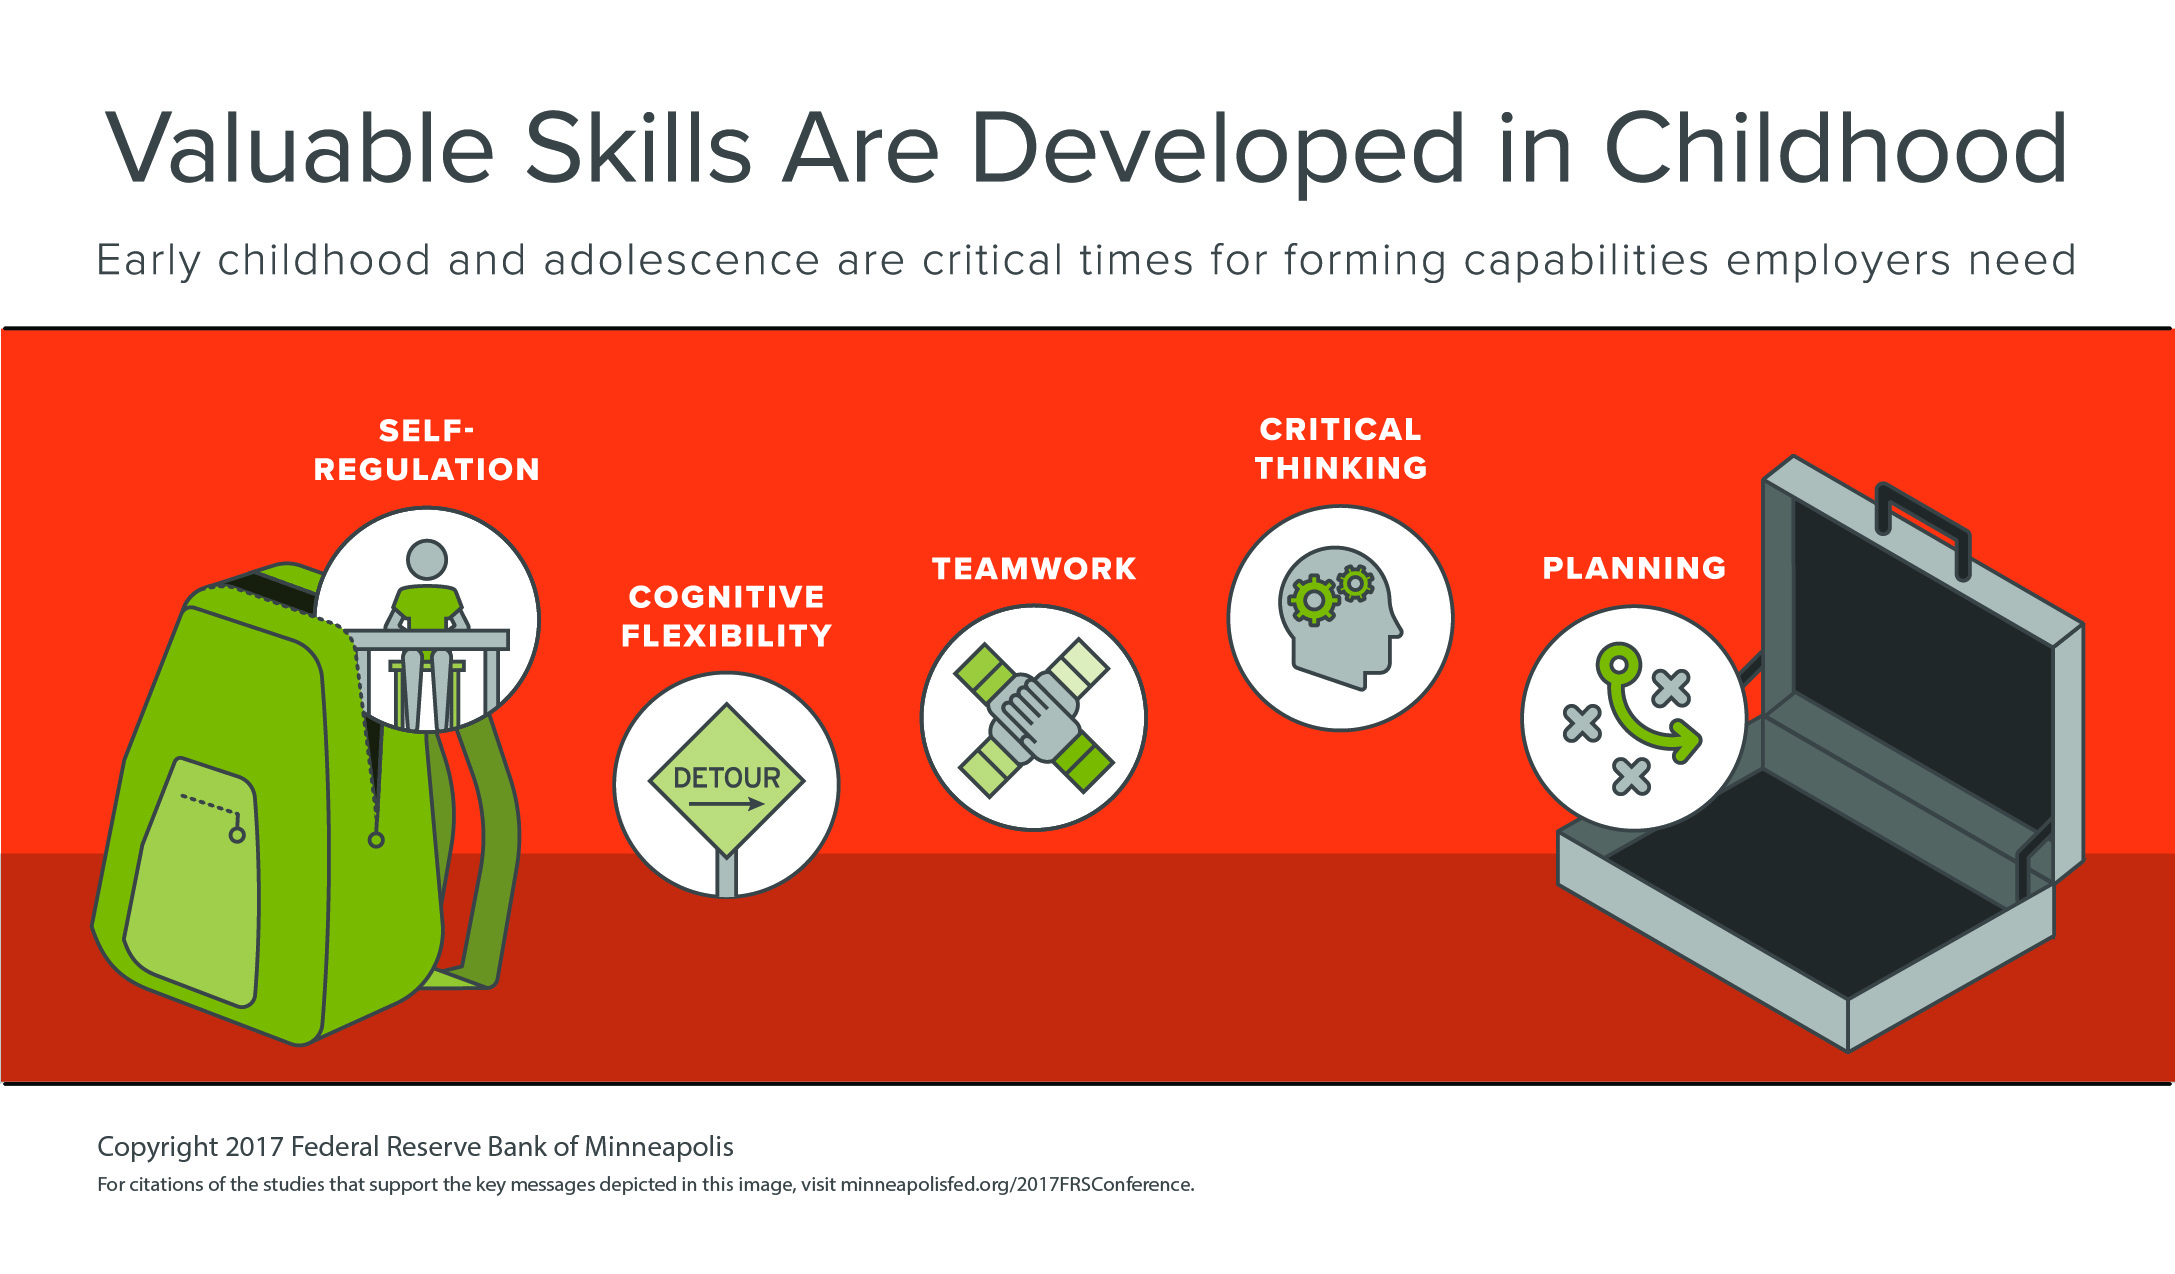 Valuable Skills Are Developed in Childhood
Early childhood and adolescence are critical times for forming capabilities employers need
SELF-
REGULATION
COGNITIVE
FLEXIBILITY
DETOUR
TEAMWORK
CRITICAL
THINKING
PLANNING
Copyright 2017 Federal Reserve Bank of Minneapolis
For citations of the studies that support the key messages depicted in this image, visit minneapolisfed.org/2017FRSConference.